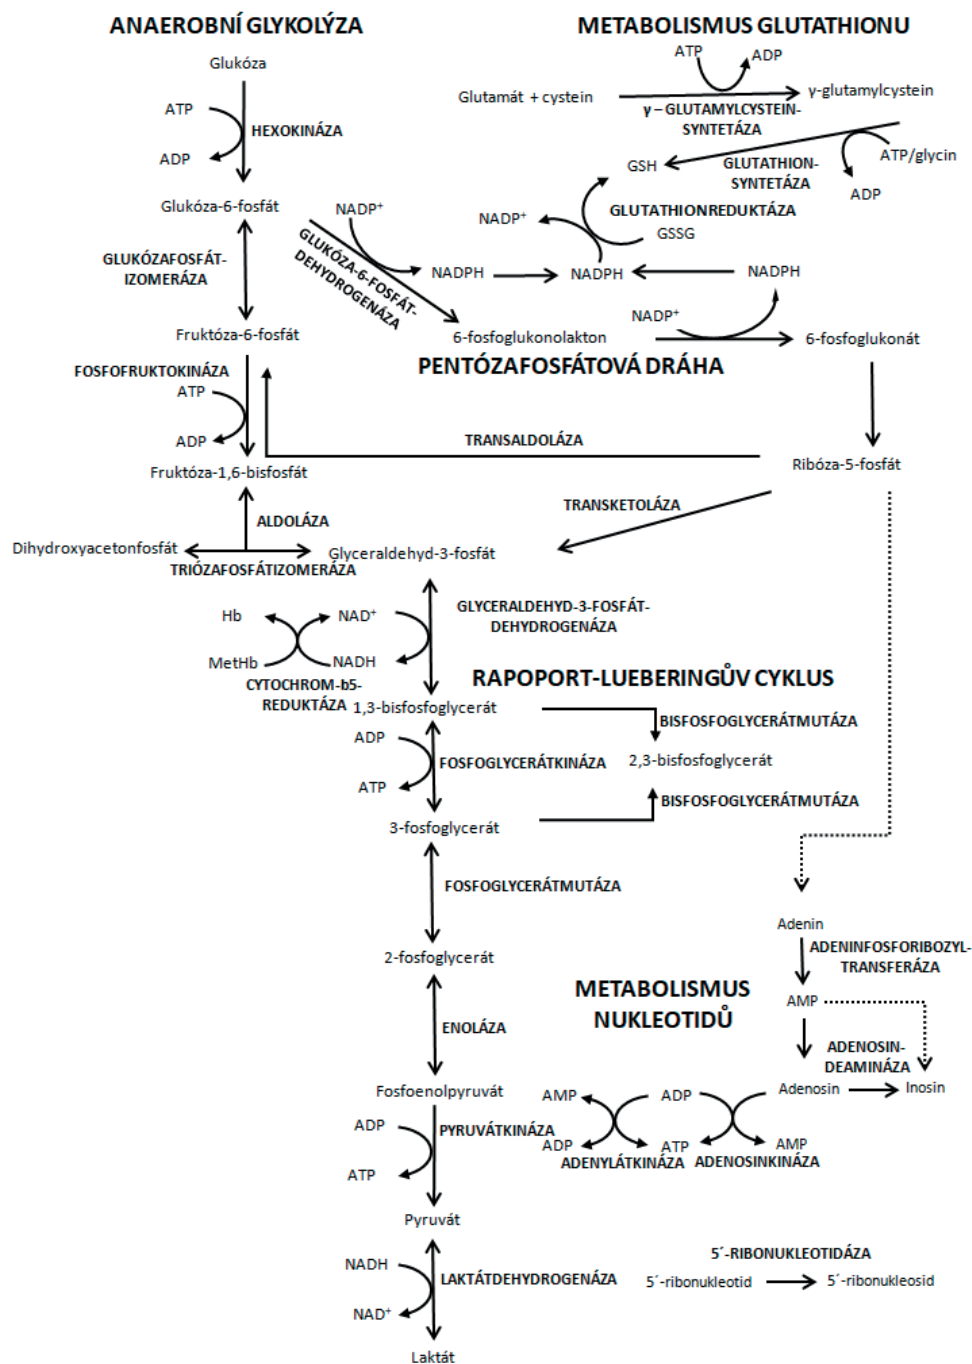 ANAEROBNÍ GLYKOLÝZA
METABOLISMUS GLUTATHIONU
Glukóza
ATP
ADP
HEXOKINÁZA
Glukóza-6-fosfát
GLUKÓZAFOSFÁT-
IZOMERÁZA
Fruktóza-6-fosfát
FOSFOFRUKTOKINÁZA
ATP
ADP
Fruktóza-1,6-bisfosfát
ALDOLÁZA
Dihydroxyacetonfosfát
Glyceraldehyd-3-fosfát
TRIÓZAFOSFÁTIZOMERÁZA
ATP
ADP
Glutamát + cystein
γ-glutamylcystein
γ – GLUTAMYLCYSTEIN-
SYNTETÁZA
GSH
GLUTATHION-
SYNTETÁZA
ATP/glycin
ADP
NADP⁺
GLUKÓZA-6-FOSFÁT-
DEHYDROGENÁZA
NADPH
NADP⁺
GLUTATHIONREDUKTÁZA
GSSG
NADPH
NADPH
NADP⁺
6-fosfoglukonolakton
6-fosfoglukonát
PENTÓZAFOSFÁTOVÁ DRÁHA
TRANSALDOLÁZA
Ribóza-5-fosfát
TRANSKETOLÁZA
Hb
NAD⁺
GLYCERALDEHYD-3-FOSFÁT-
DEHYDROGENÁZA
MetHb
NADH
CYTOCHROM-b5-
REDUKTÁZA
RAPOPORT-LUEBERINGŮV CYKLUS
1,3-bisfosfoglycerát
BISFOSFOGLYCERÁTMUTÁZA
ADP
FOSFOGLYCERÁTKINÁZA
2,3-bisfosfoglycerát
ATP
BISFOSFOGLYCERÁTMUTÁZA
3-fosfoglycerát
FOSFOGLYCERÁTMUTÁZA
2-fosfoglycerát
ENOLÁZA
Fosfoenolpyruvát
ADP
PYRUVÁTKINÁZA
ATP
Pyruvát
NADH
LAKTÁTDEHYDROGENÁZA
NAD⁺
Laktát
Adenin
ADENINFOSFORIBOZYL-
TRANSFERÁZA
METABOLISMUS
NUKLEOTIDŮ
AMP
ADENOSIN-
DEAMINÁZA
AMP
ADP
Adenosin
Inosin
ADP
ATP
AMP
ADENYLÁTKINÁZA
ADENOSINKINÁZA
5´-RIBONUKLEOTIDÁZA
5´-ribonukleotid
5´-ribonukleosid